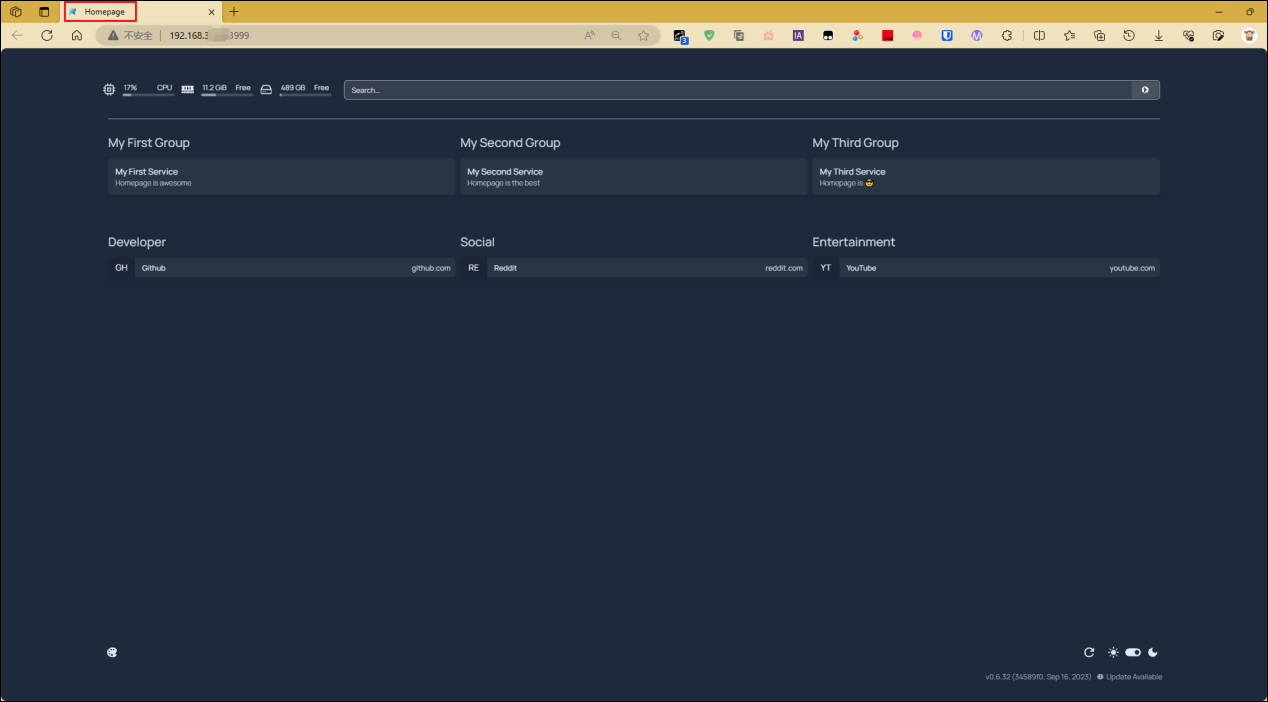 Homepage
不安全 192.168.3 3999
IA
3
17% CPU 11.2 GiB Free 489 GB Free Search...
My First Group My Second Group My Third Group
My First Service My Second Service My Third Service
Homepage is awesome Homepage is the best Homepage is 😎
Developer Social Entertainment
GH Github github.com RE Reddit reddit.com YT YouTube youtube.com
v0.6.32 (34589f0, Sep 16, 2023) Update Available